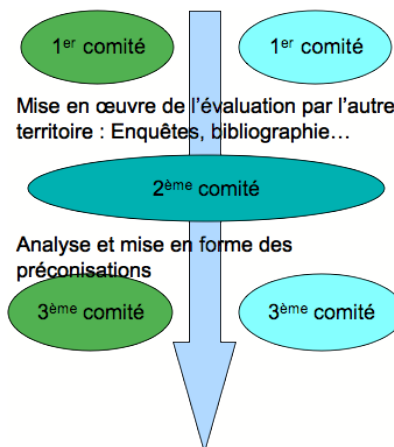 1er comité
1er comité
Mise en œuvre de l'évaluation par l'autre
territoire : Enquêtes, bibliographie…
2ème comité
Analyse et mise en forme des
préconisations
3ème comité
3ème comité